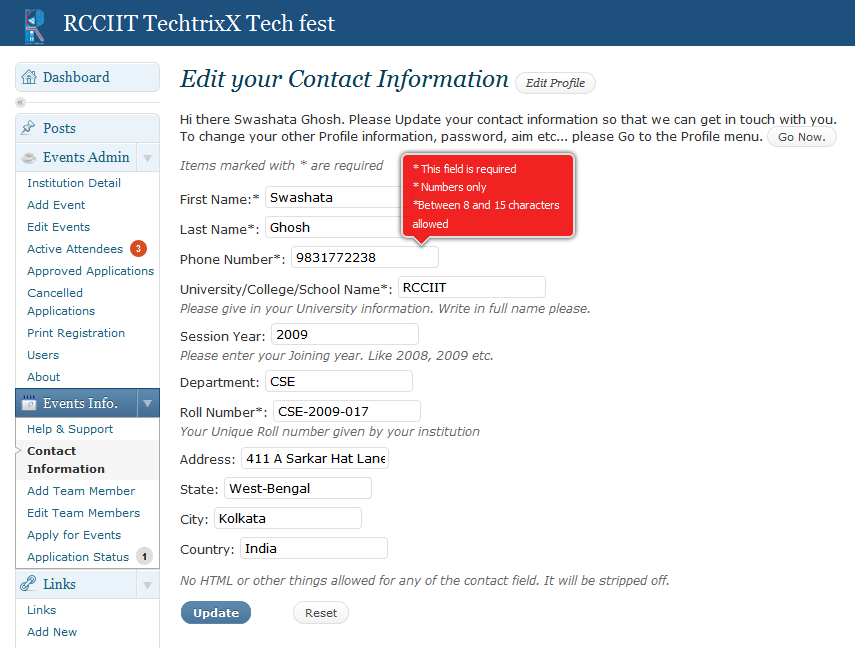 RCCIIT TechtrixX Tech fest
Dashboard
«
Posts
Events Admin
Institution Detail
Add Event
Edit Events
Active Attendees 3
Approved Applications
Cancelled
Applications
Print Registration
Users
About
Events Info.
Help & Support
Contact
Information
Add Team Member
Edit Team Members
Apply for Events
Application Status 1
Links
Links
Add New
Edit your Contact Information Edit Profile
Hi there Swashata Ghosh. Please Update your contact information so that we can get in touch with you.
To change your other Profile information, password, aim etc... please Go to the Profile menu. Go Now.
Items marked with * are required
* This field is required
* Numbers only
*Between 8 and 15 characters
allowed
First Name:* Swashata
Last Name*: Ghosh
Phone Number*: 9831772238
University/College/School Name*: RCCIIT
Please give in your University information. Write in full name please.
Session Year: 2009
Please enter your Joining year. Like 2008, 2009 etc.
Department: CSE
Roll Number*: CSE-2009-017
Your Unique Roll number given by your institution
Address: 411 A Sarkar Hat Lane
State: West-Bengal
City: Kolkata
Country: India
No HTML or other things allowed for any of the contact field. It will be stripped off.
Update Reset